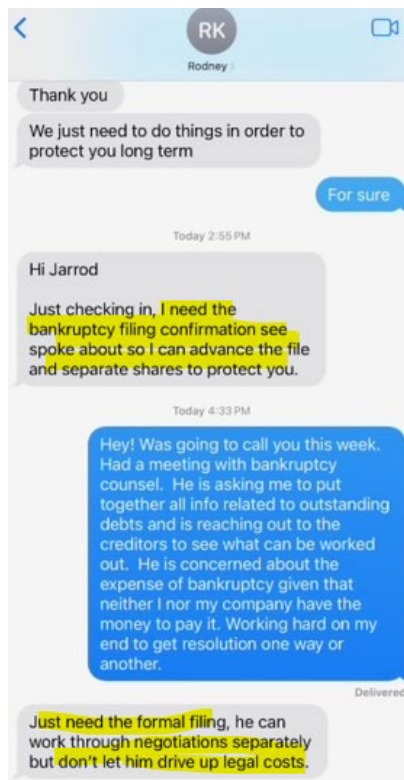 RK
Rodney
Thank you
We just need to do things in order to
protect you long term
For sure
Today 2:55 PM
Hi Jarrod
Just checking in, I need the
bankruptcy filing confirmation see
spoke about so I can advance the file
and separate shares to protect you.
Today 4:33 PM
Hey! Was going to call you this week.
Had a meeting with bankruptcy
counsel.  He is asking me to put
together all info related to outstanding
debts and is reaching out to the
creditors to see what can be worked
out.  He is concerned about the
expense of bankruptcy given that
neither I nor my company have the
money to pay it. Working hard on my
end to get resolution one way or
another.
Delivered
Just need the formal filing, he can
work through negotiations separately
but don't let him drive up legal costs.